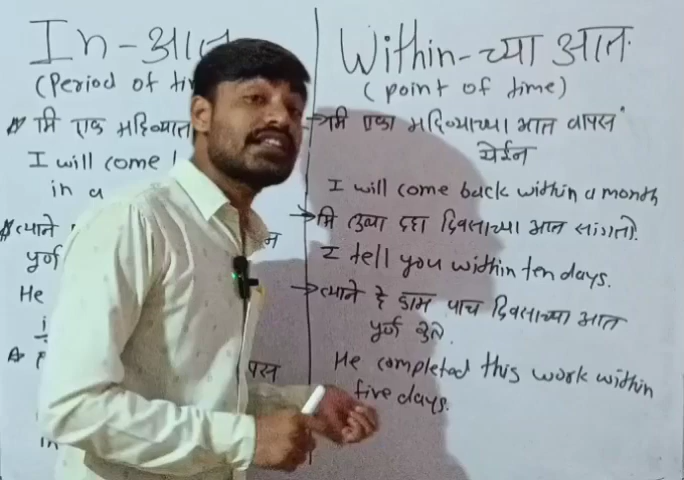 In-आत
(Period of
मि एक महिन्यात
I will come
in a
त्याने
पूर्ण
He
पस
Within-च्या आत
(point of time)
मि एका महिन्याच्या आत वापस
येईन
I will come back within a month
मि तुला दहा दिवसाच्या आत सांगतो.
I tell you within ten days.
त्याने हे काम पाच दिवसाच्या आत
पूर्ण केले.
He completed this work within
five days.